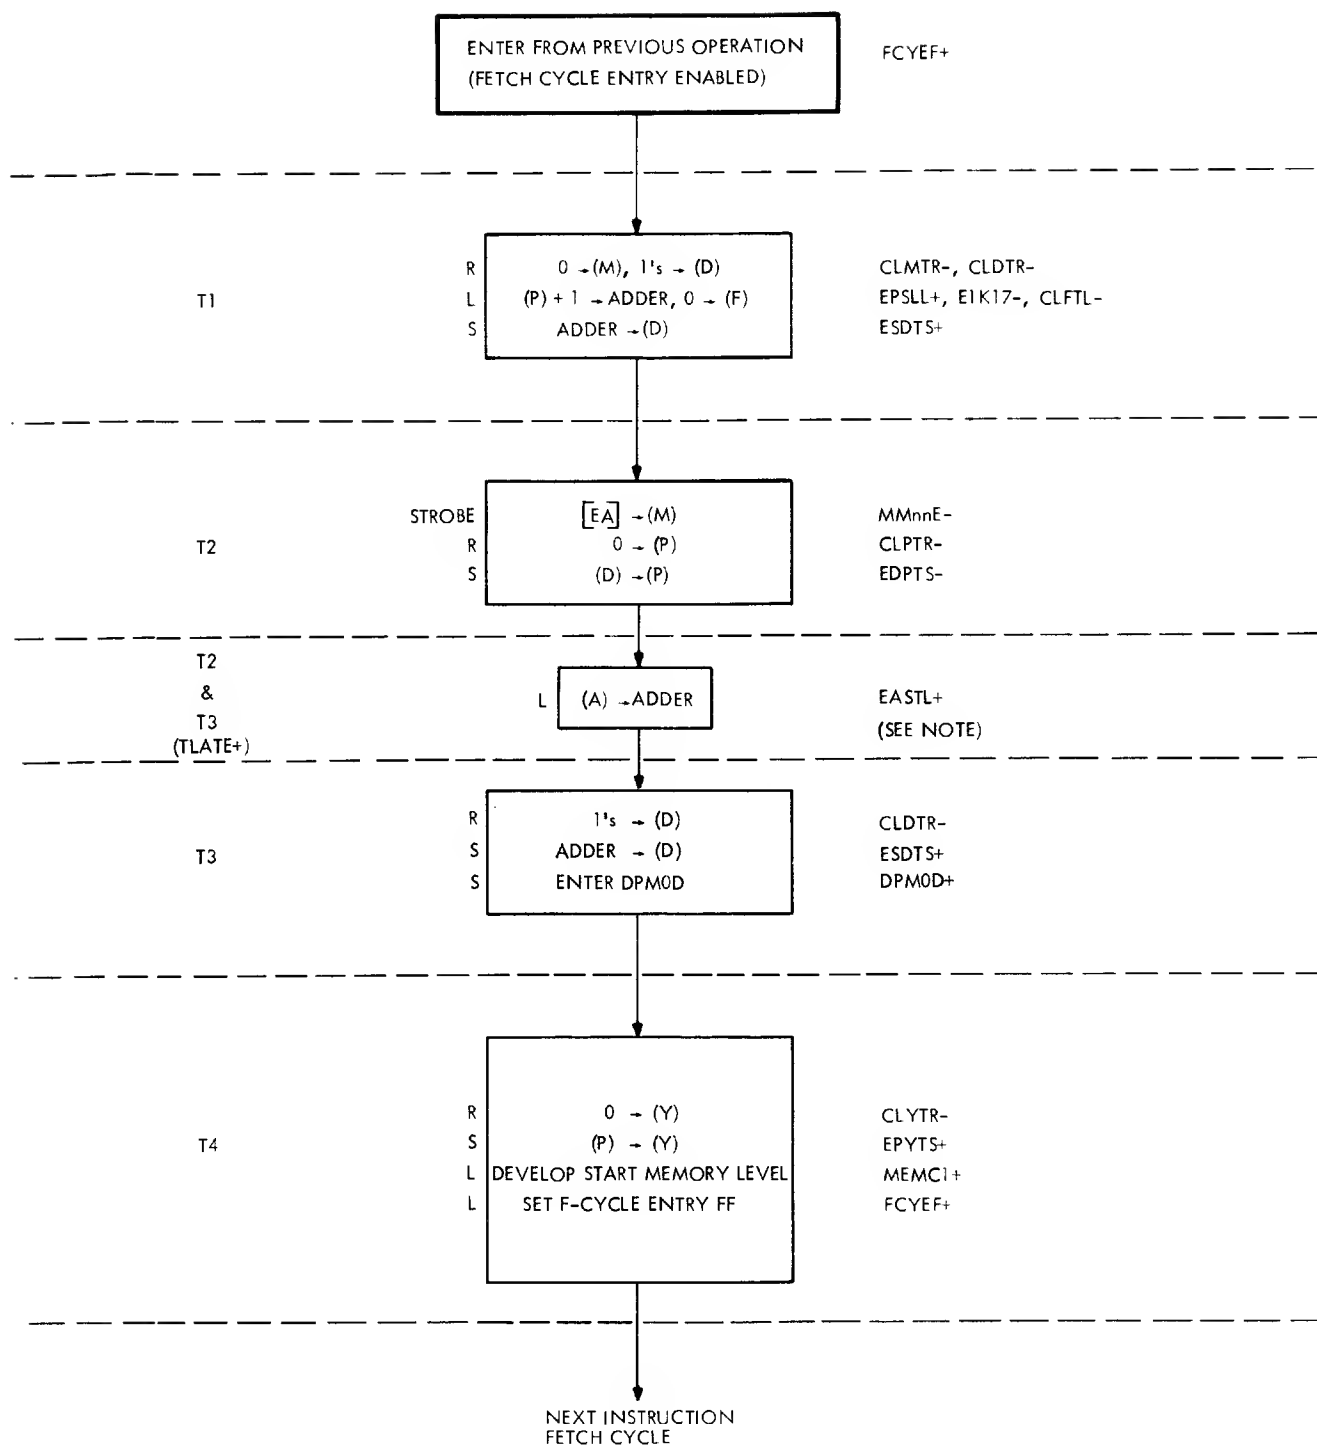 ENTER FROM PREVIOUS OPERATION FCYEF+
(FETCH CYCLE ENTRY ENABLED)
R 0 → (M), 1's → (D) CLMTR-, CLDTR-
T1 L (P) + 1 → ADDER, 0 → (F) EPSLL+, E1K17-, CLFTL-
S ADDER → (D) ESDTS+
STROBE [EA] → (M) MMnnE-
T2 R 0 → (P) CLPTR-
S (D) → (P) EDPTS-
T2
&
L (A) → ADDER EASTL+
T3 (SEE NOTE)
(TLATE+)
R 1's → (D) CLDTR-
T3 S ADDER → (D) ESDTS+
S ENTER DPM0D DPM0D+
R 0 → (Y) CLYTR-
T4 S (P) → (Y) EPYTS+
L DEVELOP START MEMORY LEVEL MEMC1+
L SET F-CYCLE ENTRY FF FCYEF+
NEXT INSTRUCTION
FETCH CYCLE